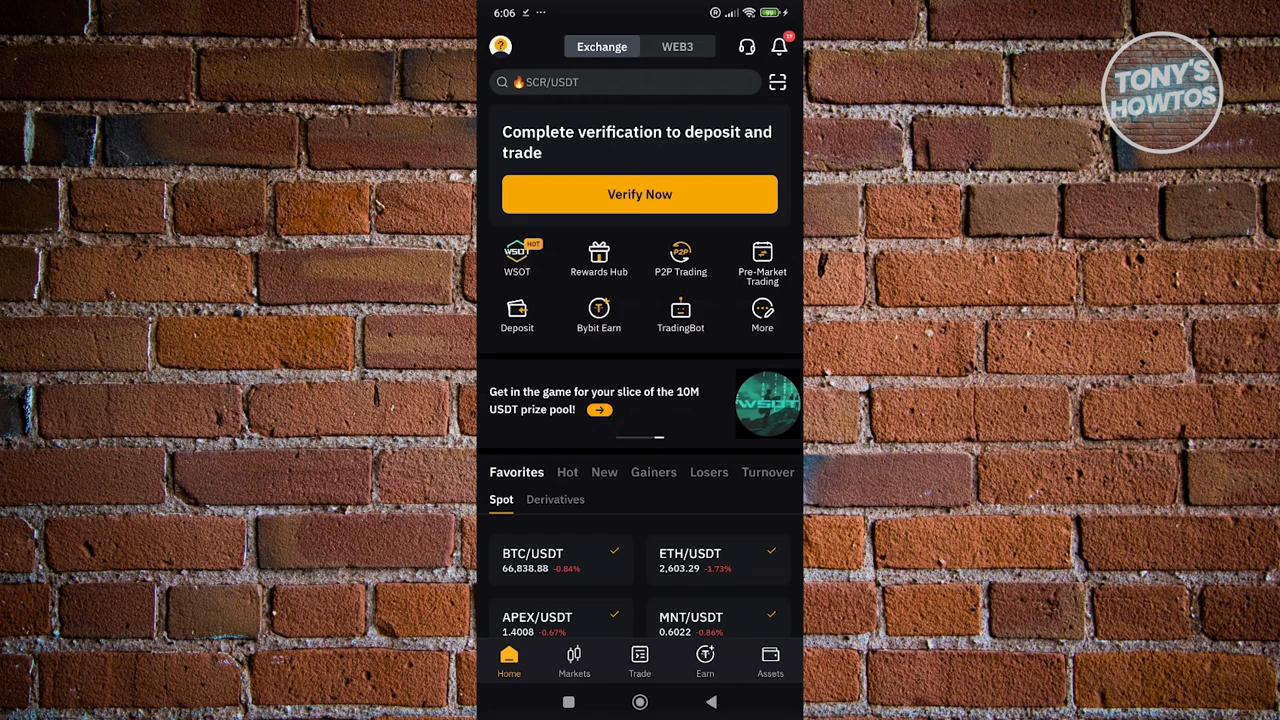 6:06
99
Exchange
WEB3
19
TONY'S
HOWTOS
SCR/USDT
Complete verification to deposit and
trade
Verify Now
WSOT
HOT
WSOT
Rewards Hub
P2P
P2P Trading
Pre-Market
Trading
Deposit
Bybit Earn
TradingBot
More
Get in the game for your slice of the 10M
USDT prize pool!
WSOT
Favorites
Hot
New
Gainers
Losers
Turnover
Spot
Derivatives
BTC/USDT
66,838.88 -0.84%
ETH/USDT
2,603.29 -1.73%
APEX/USDT
1.4008 -0.67%
MNT/USDT
0.6022 -0.86%
Home
Markets
Trade
Earn
Assets